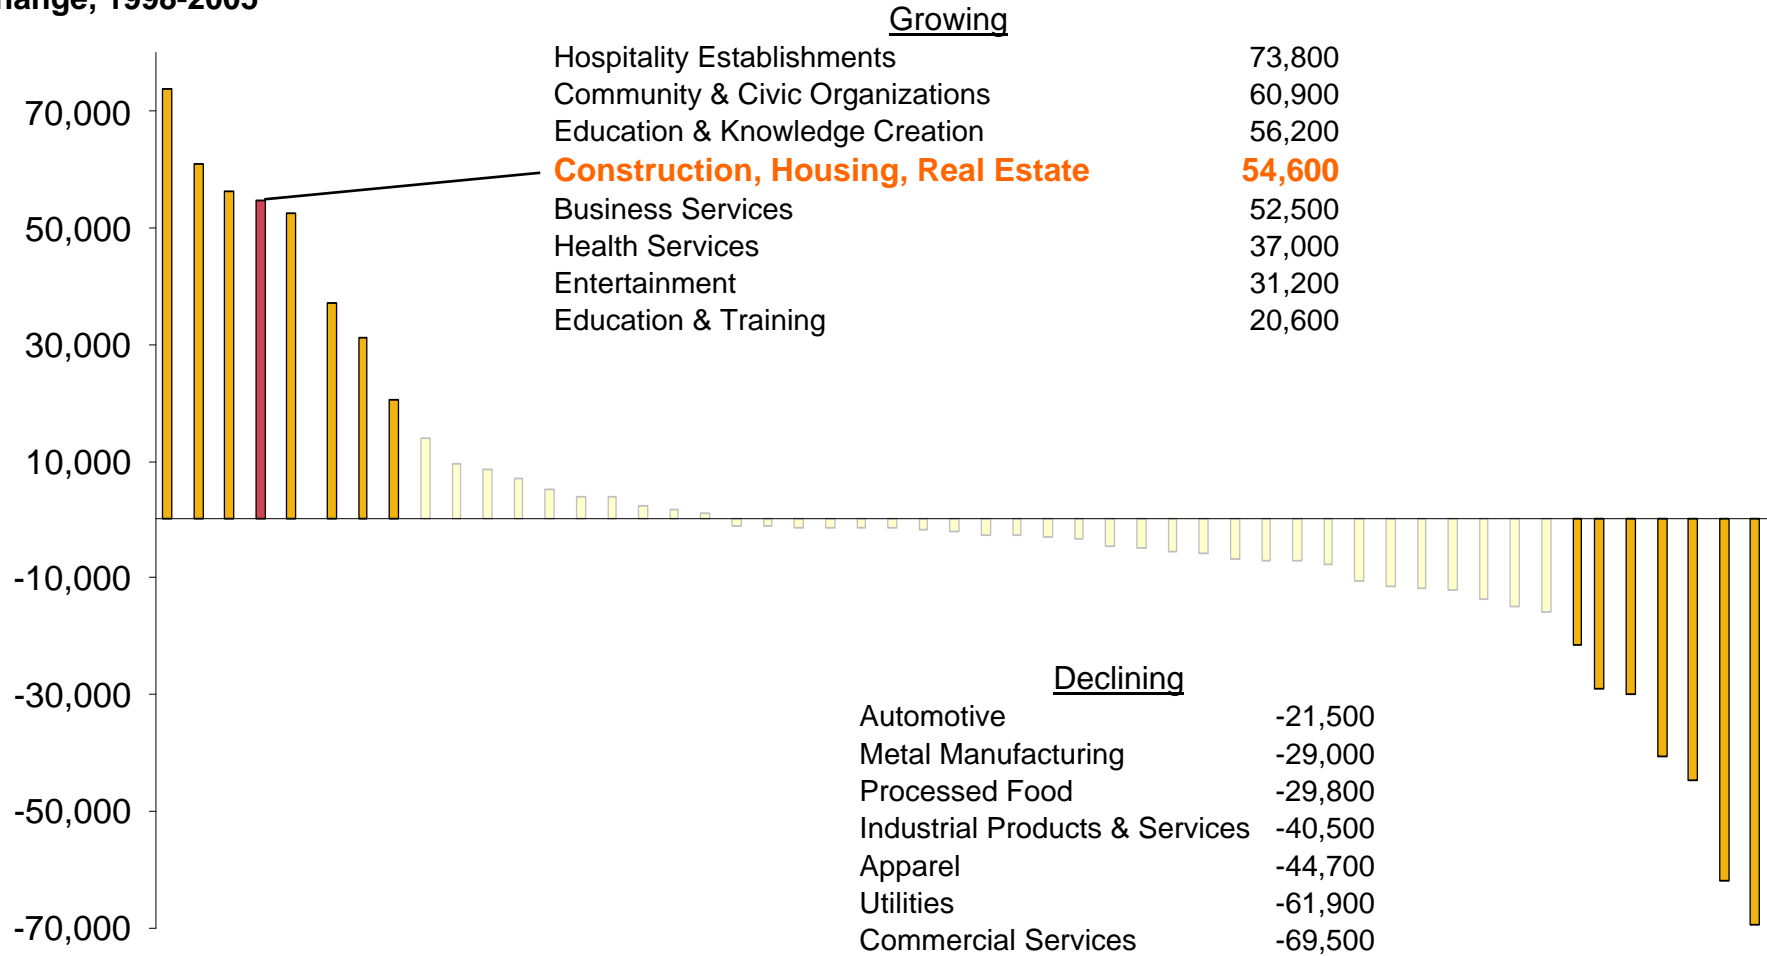 1998-2005
Growing
Hospitality Establishments 73,800
Community & Civic Organizations 60,900
Education & Knowledge Creation 56,200
Construction, Housing, Real Estate 54,600
Business Services 52,500
Health Services 37,000
Entertainment 31,200
Education & Training 20,600
70,000
50,000
30,000
10,000
-10,000
-30,000
-50,000
-70,000
Declining
Automotive -21,500
Metal Manufacturing -29,000
Processed Food -29,800
Industrial Products & Services -40,500
Apparel -44,700
Utilities -61,900
Commercial Services -69,500